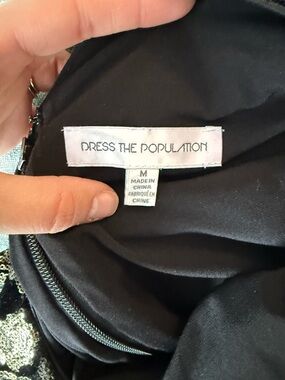 DRESS THE POPULATION
M
MADE IN
CHINA
FABRIQUÉ EN
CHINE